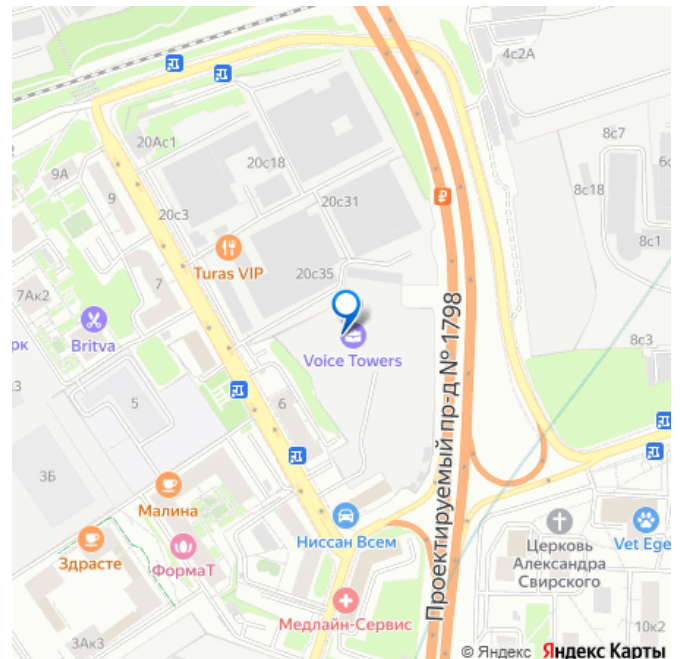 4с2А
8с7
20Ас1
9А
20с18
8с18
9
20с3
20с31
8с1
Turas VIP
20с35
7
7Ак2
Britva
рк
Voice Towers
8с3
5
6
3Б
Малина
Проектируемый пр-д № 1798
Ниссан Всем
Здрасте
ФормаТ
Церковь
Александра
Свирского
Vet Ege
Медлайн-Сервис
10к2
3Ак3
© Яндекс Яндекс Карты